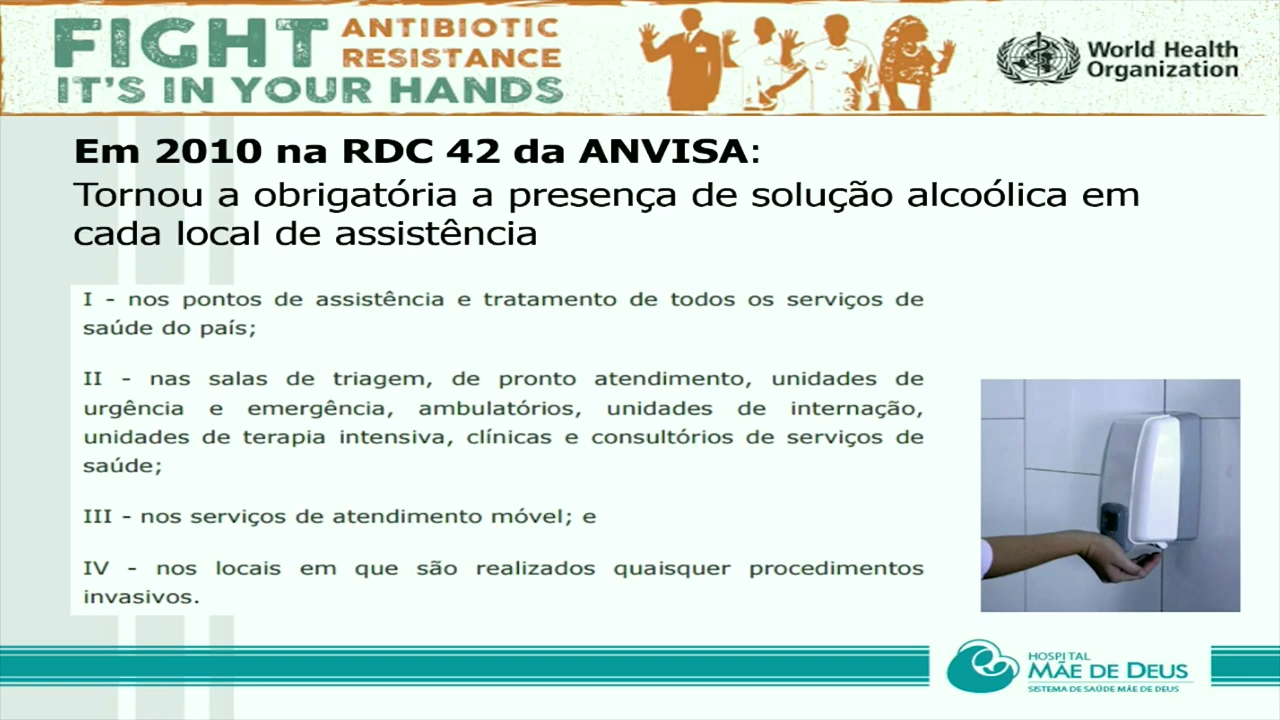 FIGHT ANTIBIOTIC
RESISTANCE
IT'S IN YOUR HANDS
World Health
Organization
Em 2010 na RDC 42 da ANVISA:
Tornou a obrigatória a presença de solução alcoólica em
cada local de assistência
I - nos pontos de assistência e tratamento de todos os serviços de
saúde do país;
II - nas salas de triagem, de pronto atendimento, unidades de
urgência e emergência, ambulatórios, unidades de internação,
unidades de terapia intensiva, clínicas e consultórios de serviços de
saúde;
III - nos serviços de atendimento móvel; e
IV - nos locais em que são realizados quaisquer procedimentos
invasivos.
HOSPITAL
MÃE DE DEUS
SISTEMA DE SAÚDE MÃE DE DEUS